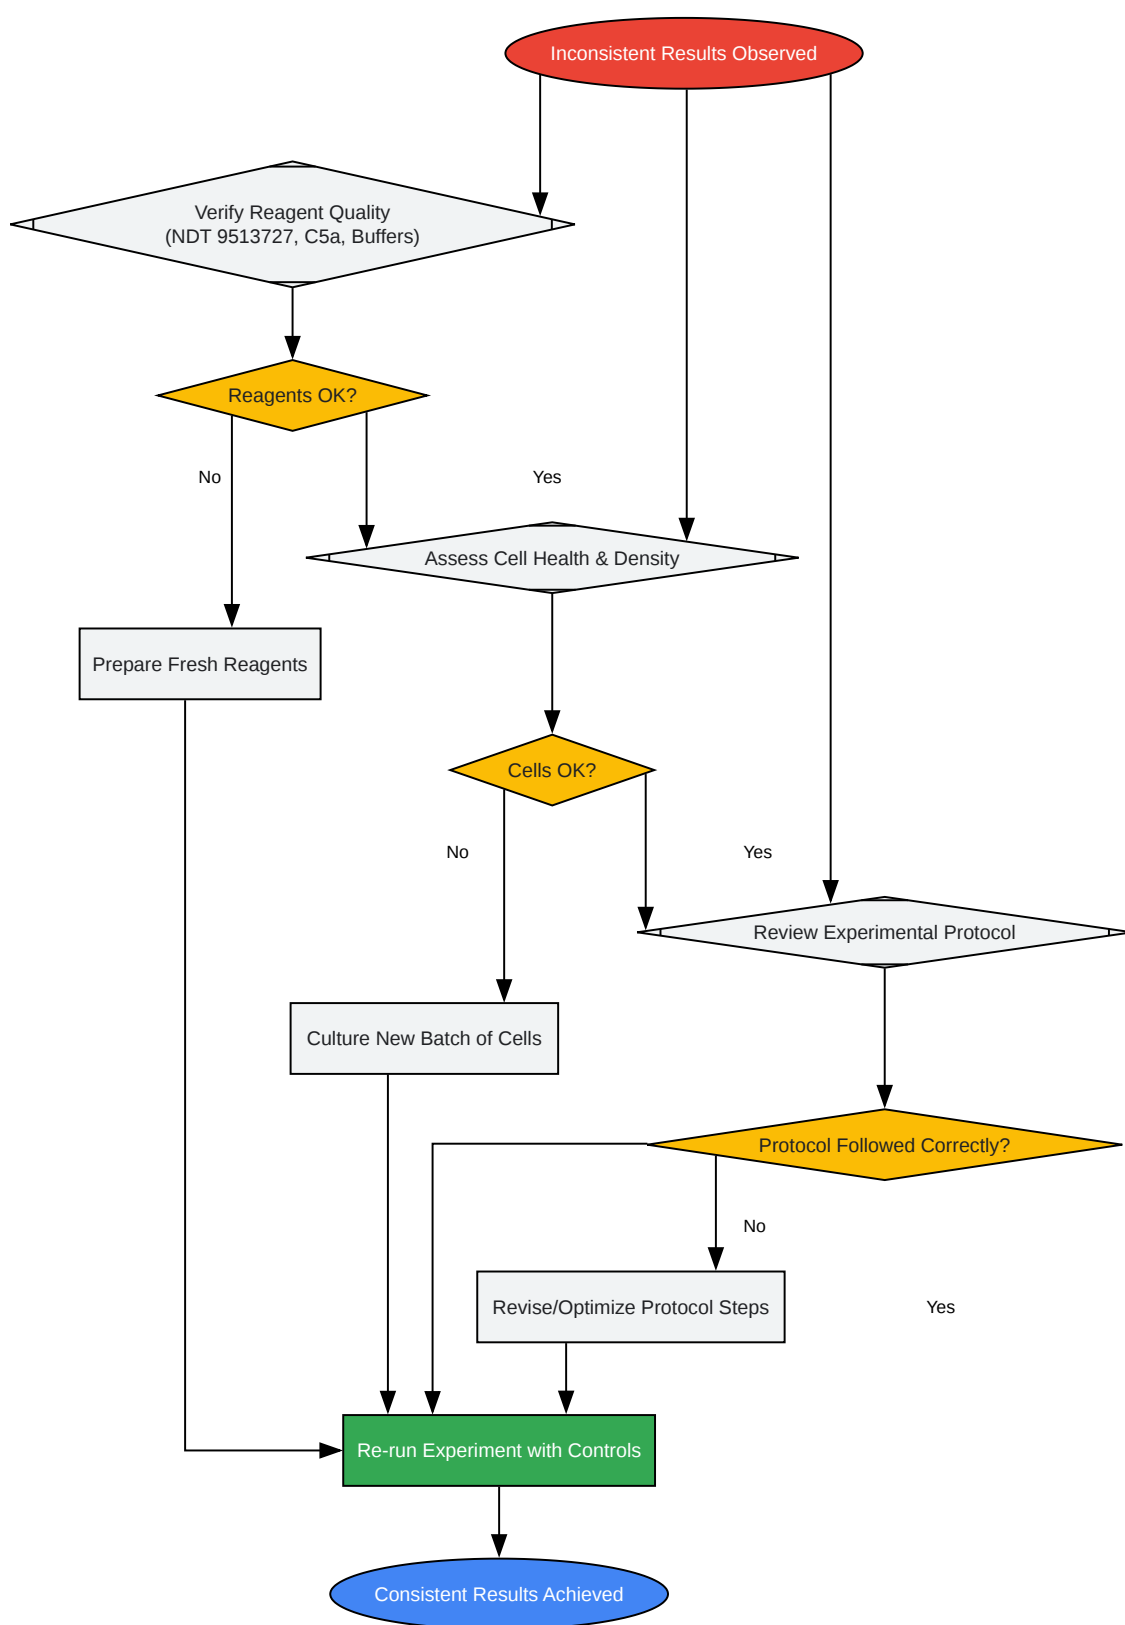 Inconsistent Results Observed
Verify Reagent Quality
(NDT 9513727, C5a, Buffers)
Reagents OK?
No
Yes
Assess Cell Health & Density
Prepare Fresh Reagents
Cells OK?
No
Yes
Review Experimental Protocol
Culture New Batch of Cells
Protocol Followed Correctly?
No
Revise/Optimize Protocol Steps
Yes
Re-run Experiment with Controls
Consistent Results Achieved